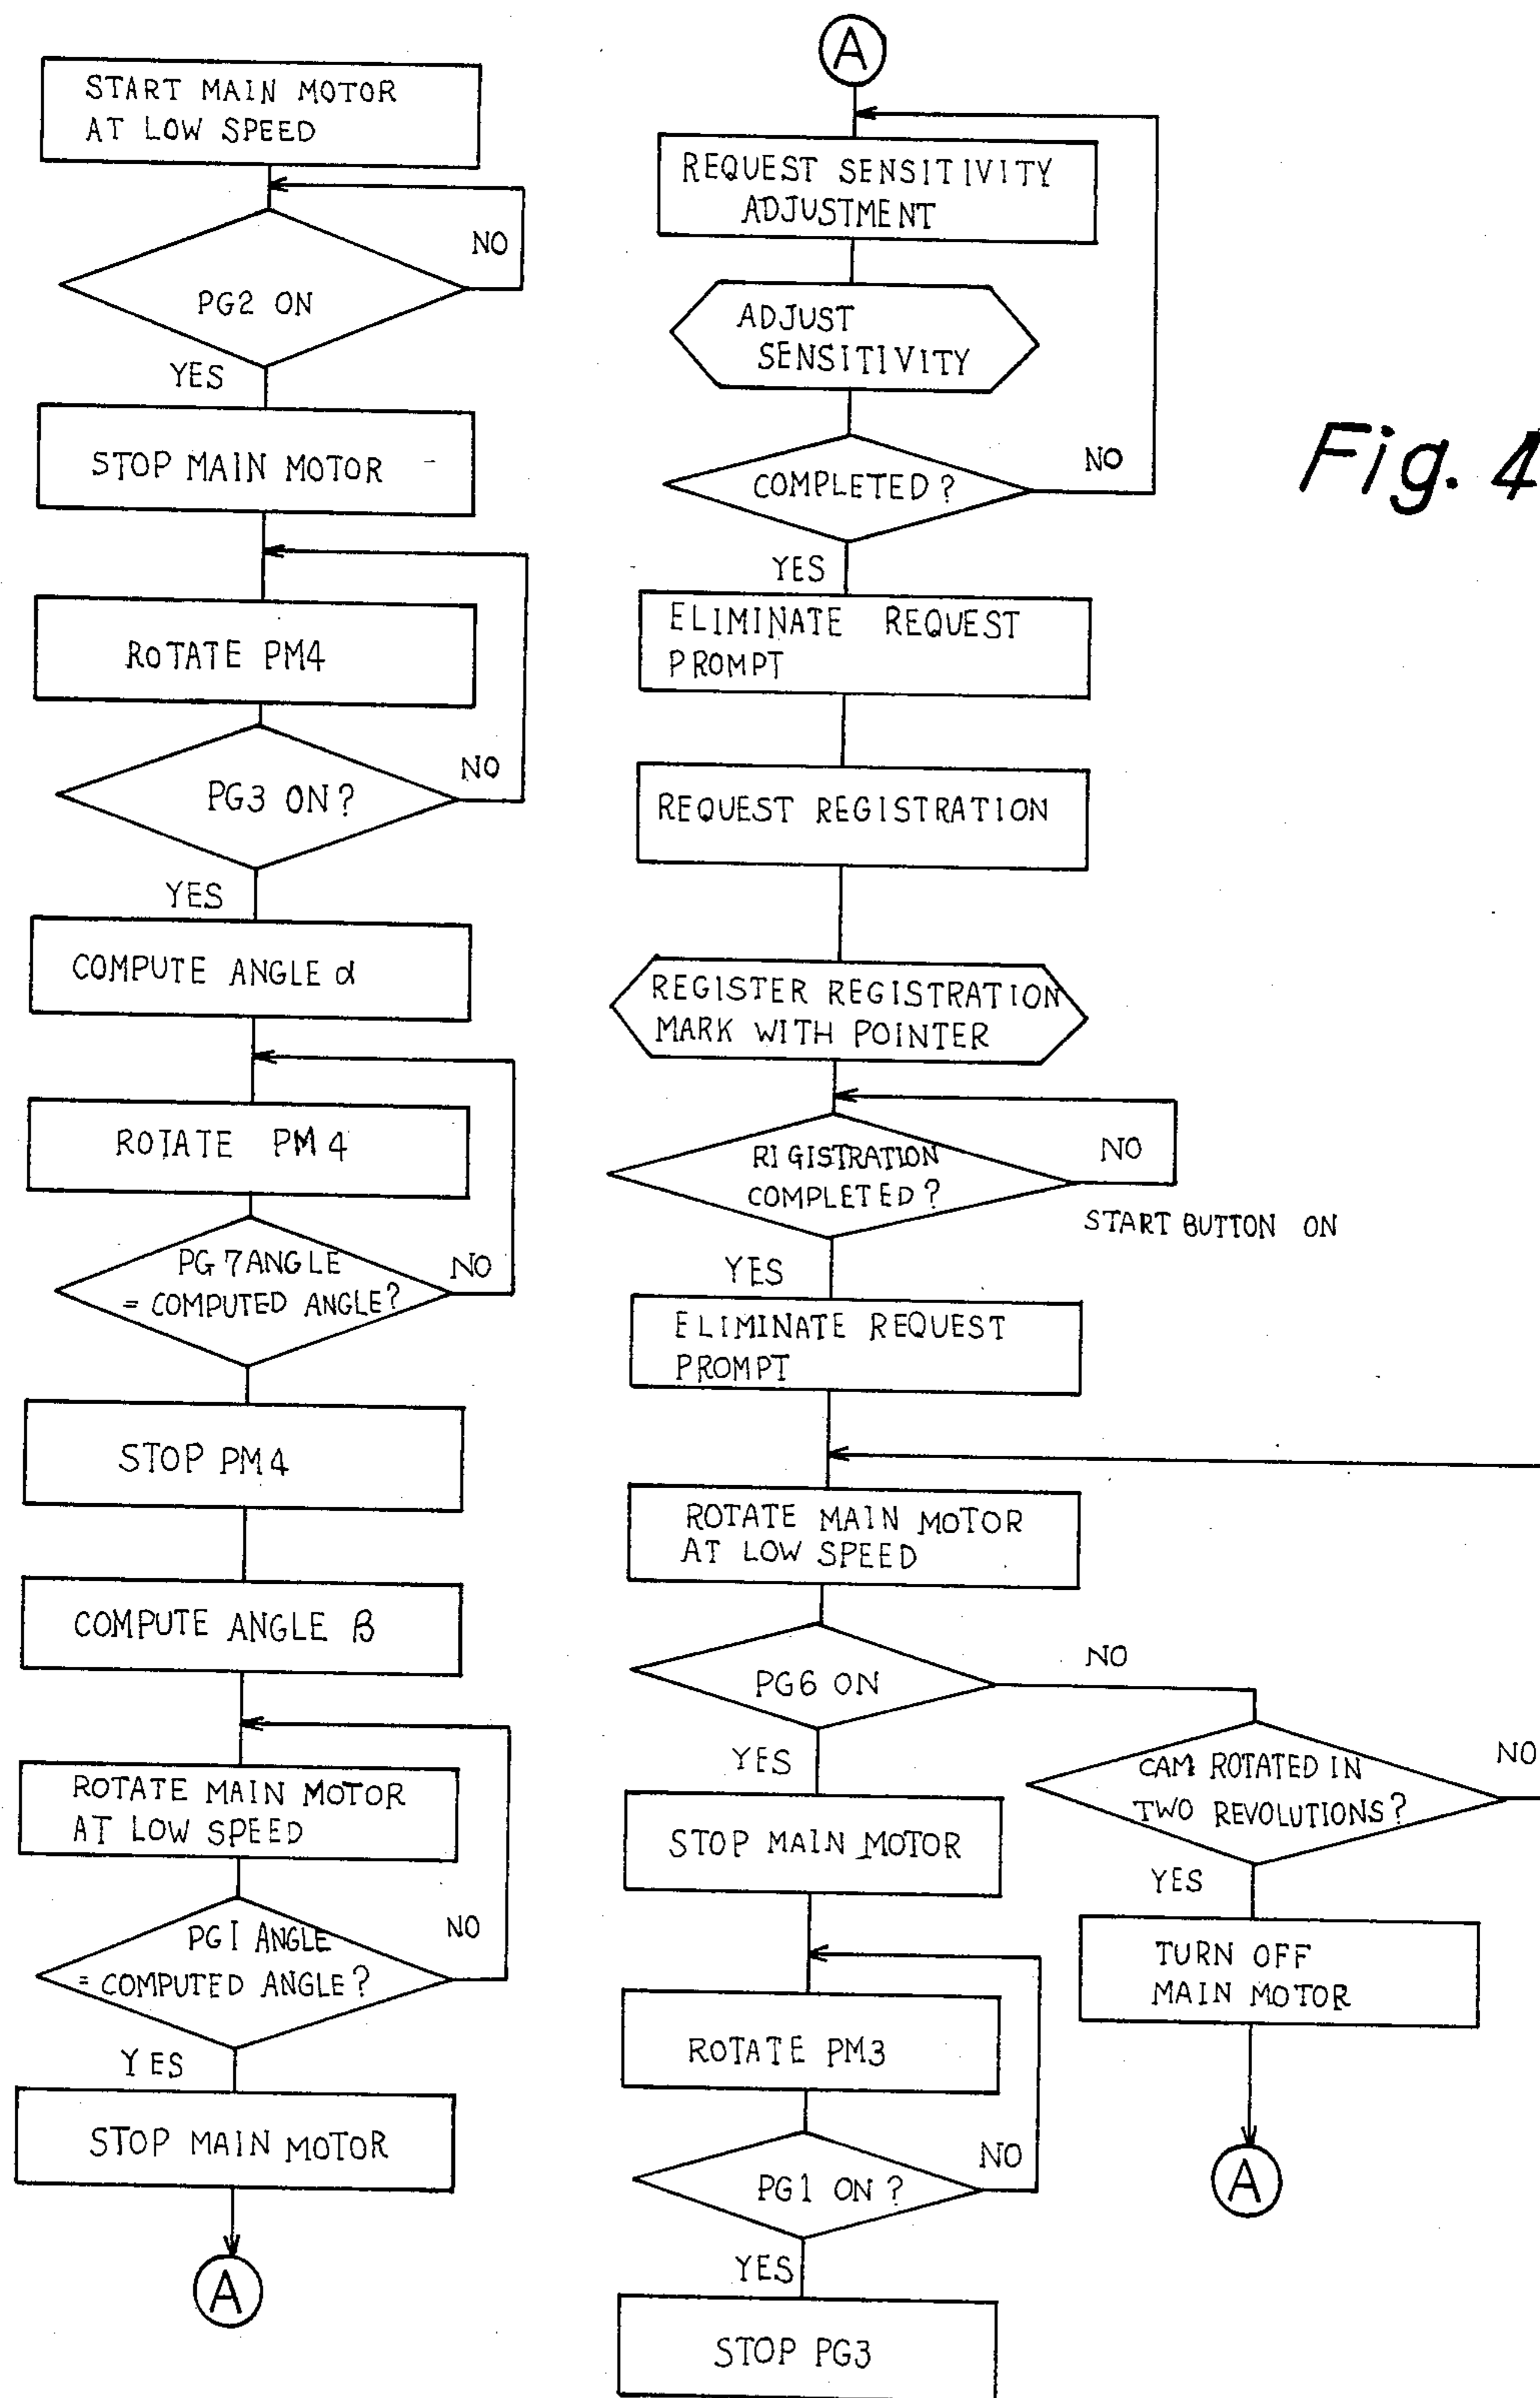 START MAIN MOTOR
AT LOW SPEED
NO
PG2 ON
YES
STOP MAIN MOTOR
ROTATE PM4
NO
PG3 ON?
YES
COMPUTE ANGLE α
ROTATE PM4
PG7 ANGLE
= COMPUTED ANGLE?
NO
STOP PM4
COMPUTE ANGLE β
ROTATE MAIN MOTOR
AT LOW SPEED
PG1 ANGLE
= COMPUTED ANGLE?
NO
YES
STOP MAIN MOTOR
A
A
REQUEST SENSITIVITY
ADJUSTMENT
ADJUST
SENSITIVITY
COMPLETED?
NO
YES
ELIMINATE REQUEST
PROMPT
REQUEST REGISTRATION
REGISTER REGISTRATION
MARK WITH POINTER
RIGISTRATION
COMPLETED?
NO
START BUTTON ON
YES
ELIMINATE REQUEST
PROMPT
ROTATE MAIN MOTOR
AT LOW SPEED
PG6 ON
NO
YES
STOP MAIN MOTOR
ROTATE PM3
NO
PG1 ON?
YES
STOP PG3
CAM ROTATED IN
TWO REVOLUTIONS?
NO
YES
TURN OFF
MAIN MOTOR
A
Fig. 4